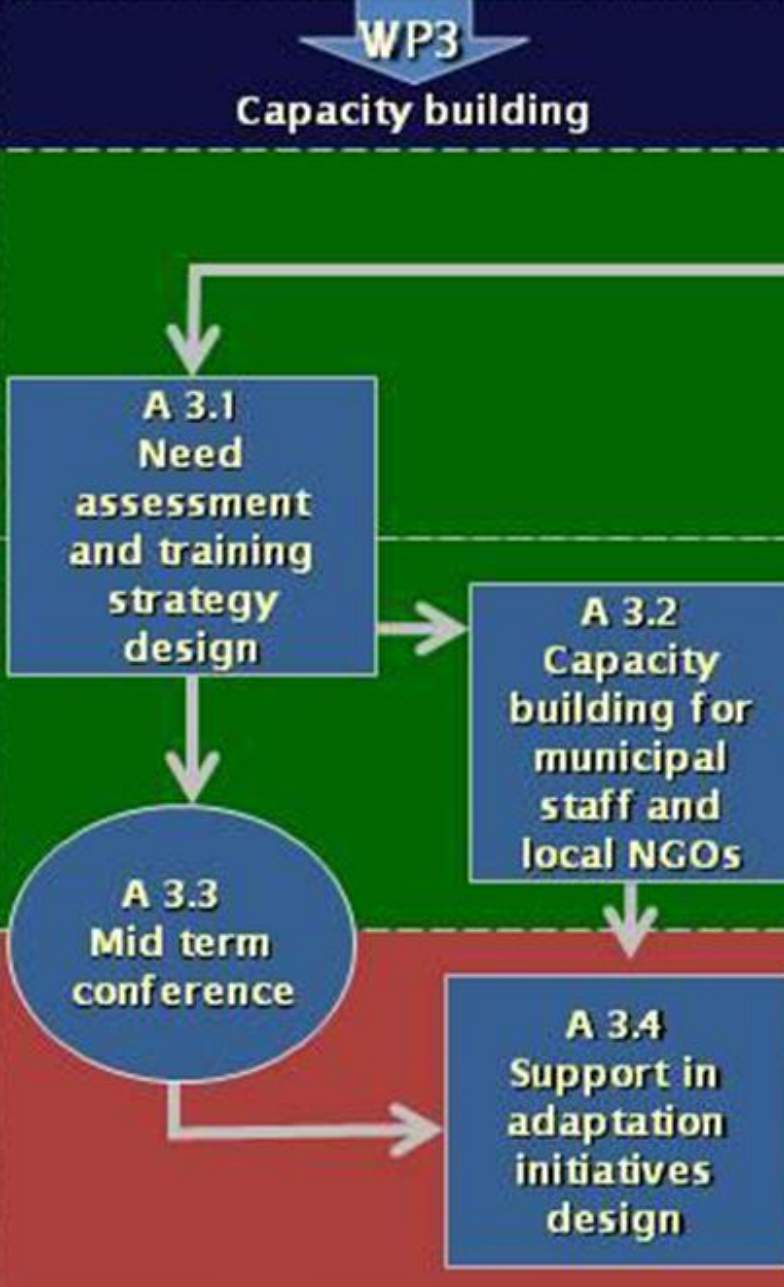 WP3
Capacity building
A 3.1
Need
assessment
and training
strategy
design
A 3.2
Capacity
building for
municipal
staff and
local NGOs
A 3.3
Mid term
conference
A 3.4
Support in
adaptation
initiatives
design